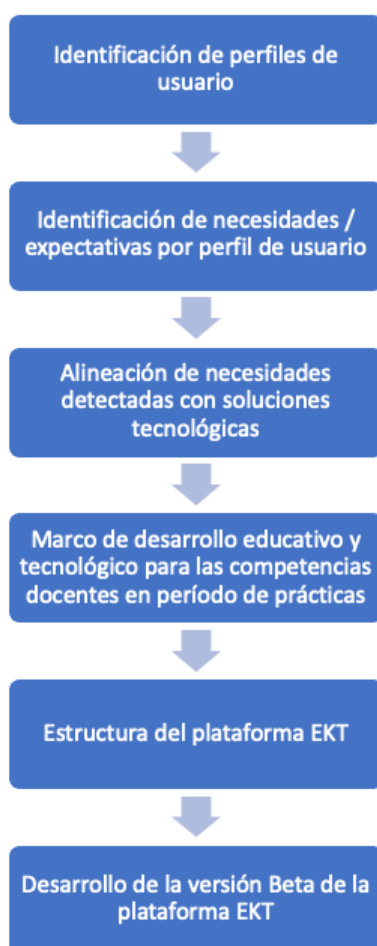 Identificación de perfiles de
usuario
Identificación de necesidades /
expectativas por perfil de usuario
Alineación de necesidades
detectadas con soluciones
tecnológicas
Marco de desarrollo educativo y
tecnológico para las competencias
docentes en período de prácticas
Estructura del plataforma EKT
Desarrollo de la versión Beta de la
plataforma EKT